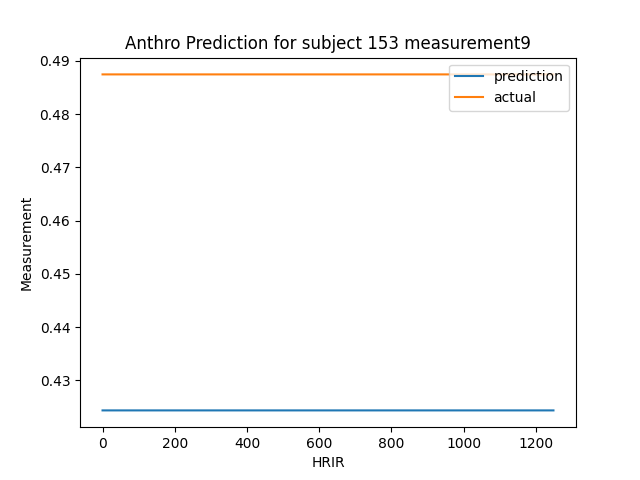 Anthro Prediction for subject 153 measurement9
0.49
0.48
0.47
0.46
0.45
0.44
0.43
Measurement
prediction
actual
0 200 400 600 800 1000 1200
HRIR